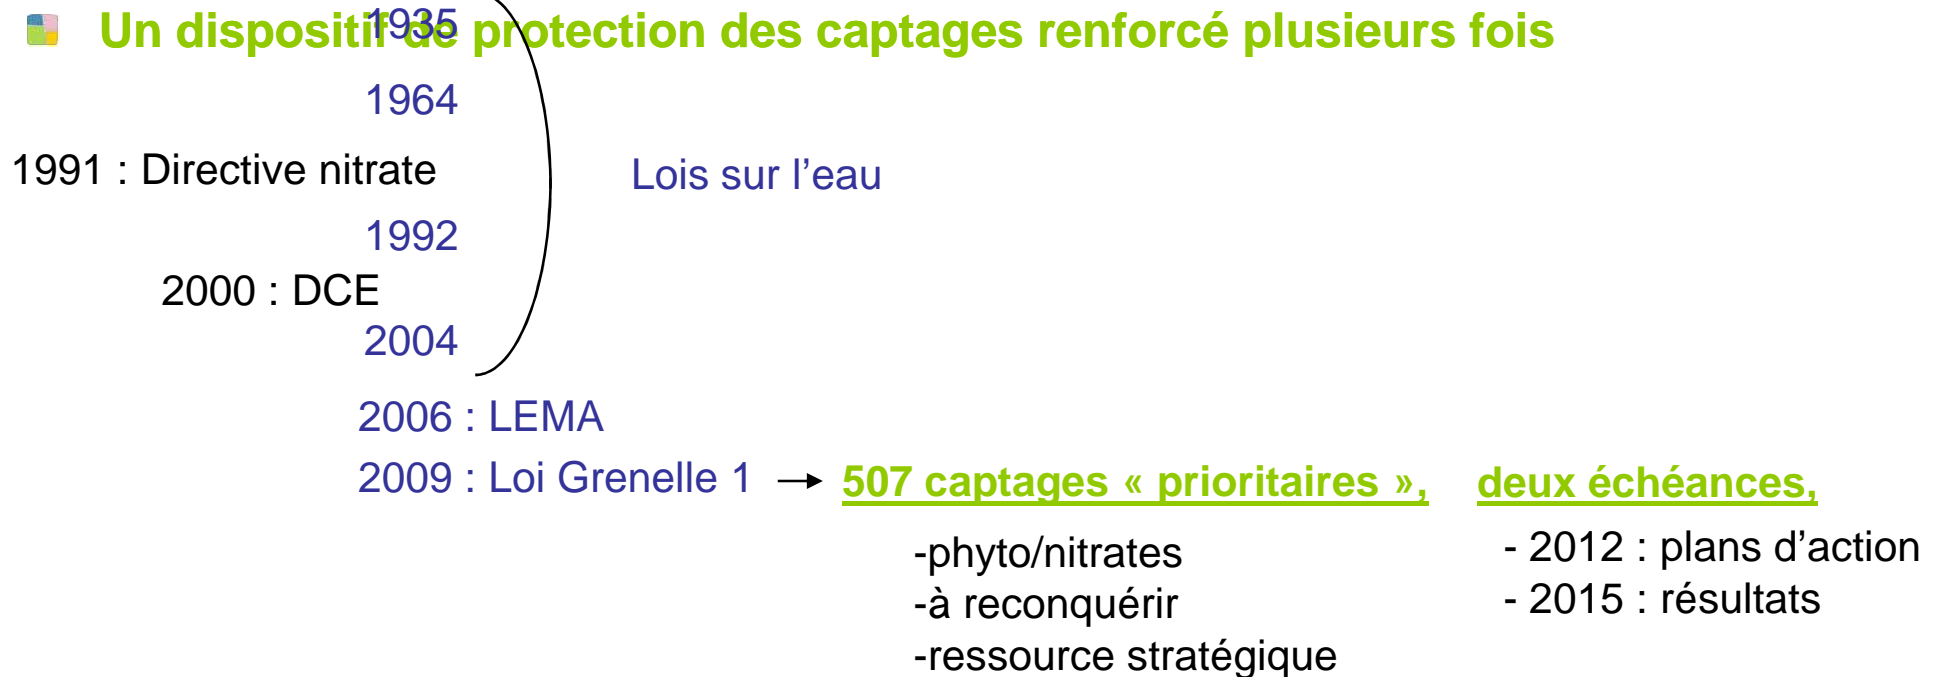 Un dispositif de protection des captages renforcé plusieurs fois
1935
1964
1991 : Directive nitrate
Lois sur l’eau
1992
2000 : DCE
2004
2006 : LEMA
2009 : Loi Grenelle 1
507 captages « prioritaires »,
-phyto/nitrates
-à reconquérir
-ressource stratégique
deux échéances,
- 2012 : plans d’action
- 2015 : résultats